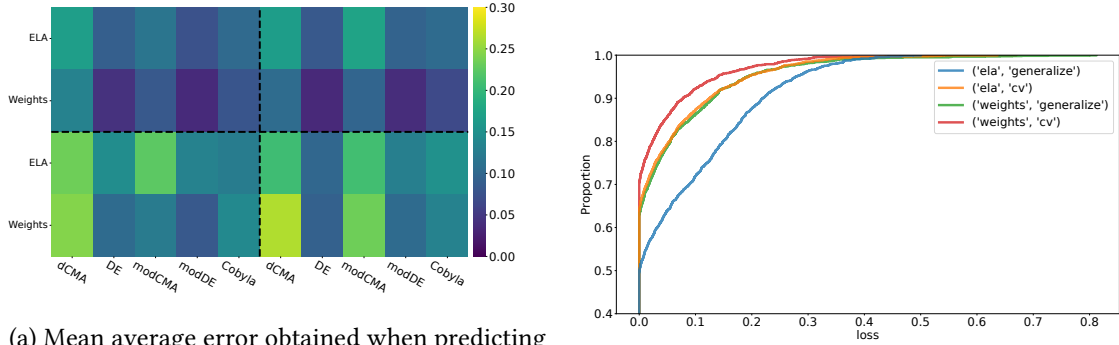 ELA
Weights
ELA
Weights
dCMA
DE
modCMA
modDE
Cobyla
dCMA
DE
modCMA
modDE
Cobyla
0.30
0.25
0.20
0.15
0.10
0.05
0.00
(a) Mean average error obtained when predicting
1.0
0.9
0.8
0.7
0.6
0.5
0.4
Proportion
0.0 0.1 0.2 0.3 0.4 0.5 0.6 0.7 0.8
loss
('ela', 'generalize')
('ela', 'cv')
('weights', 'generalize')
('weights', 'cv')